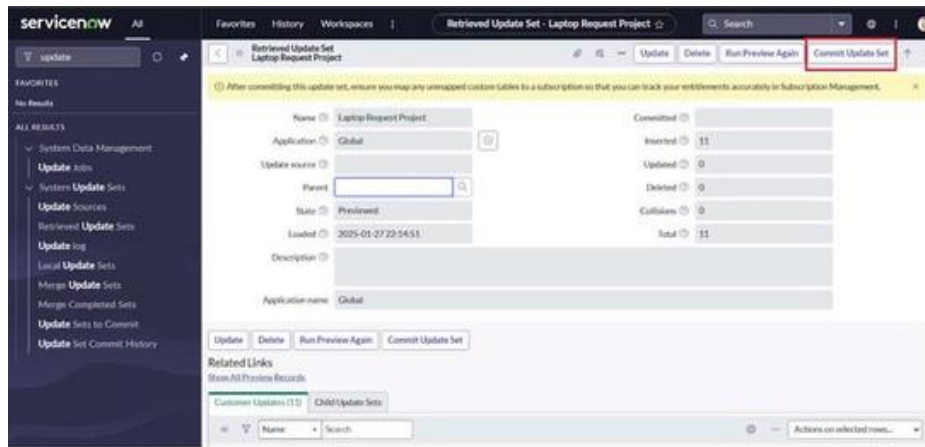 servicenow All Favorites History Workspaces Retrieved Update Set - Laptop Request Project Search
update
Retrieved Update Set
Laptop Request Project
Update Delete Run Preview Again Commit Update Set
FAVORITES
No Results
ALL RESULTS
System Data Management
Update Jobs
System Update Sets
Update Sources
Retrieved Update Sets
Update log
Local Update Sets
Merge Update Sets
Merge Completed Sets
Update Sets to Commit
Update Set Commit History
After committing this update set, ensure you map any unmapped custom tables to a subscription so that you can track your entitlements accurately in Subscription Management.
Name Laptop Request Project
Application Global
Update source
Parent
State Previewed
Loaded 2025-01-27 22:14:51
Description
Application name Global
Committed
Inserted 11
Updated 0
Deleted 0
Collisions 0
Total 11
Update Delete Run Preview Again Commit Update Set
Related Links
Show All Preview Records
Customer Updates (11) Child Update Sets
Name Search Actions on selected rows...